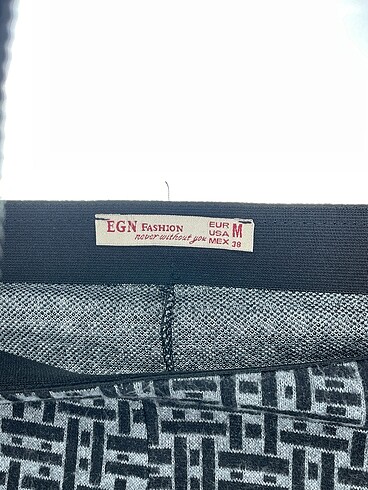 EGN FASHION
never without you
EUR
USA M
MEX 38